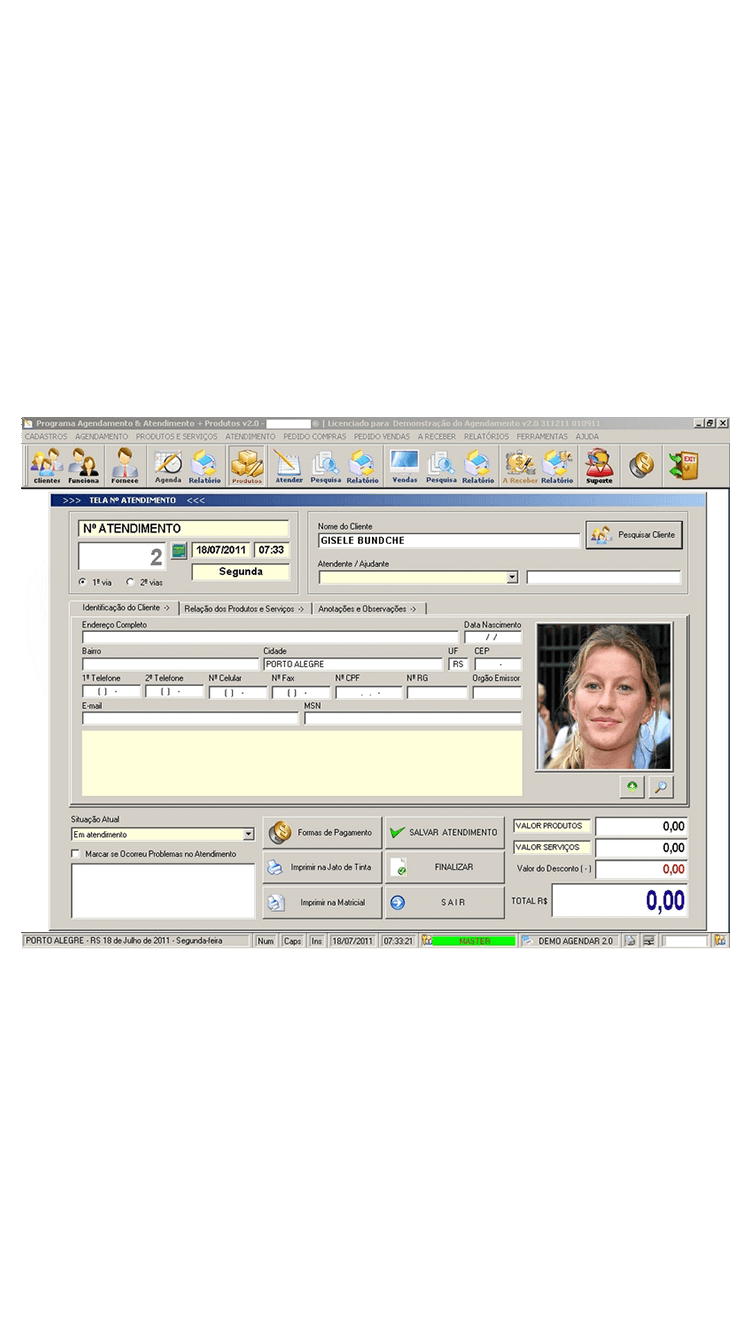 Programa Agendamento & Atendimento + Produtos v2.0 - ® | Licenciado para Demonstração do Agendamento v2.0 311211 010911
CADASTROS AGENDAMENTO PRODUTOS E SERVIÇOS ATENDIMENTO PEDIDO COMPRAS PEDIDO VENDAS A RECEBER RELATÓRIOS FERRAMENTAS AJUDA
EXIT
Clientes Funciona Fornece Agenda Relatório Produtos Atender Pesquisa Relatório Vendas Pesquisa Relatório A Receber Relatório Suporte
>>> TELA Nº ATENDIMENTO <<<
Nº ATENDIMENTO
2
18/07/2011 07:33
Segunda
1ª via 2ª vias
Nome do Cliente
GISELE BUNDCHE
Pesquisar Cliente
Atendente / Ajudante
Identificação do Cliente -> Relação dos Produtos e Serviços -> Anotações e Observações ->
Endereço Completo Data Nascimento
/ /
Bairro Cidade UF CEP
PORTO ALEGRE RS -
1º Telefone 2º Telefone Nº Celular Nº Fax Nº CPF Nº RG Orgão Emissor
( ) - ( ) - ( ) - ( ) - . . -
E-mail MSN
Situação Atual
Em atendimento
Marcar se Ocorreu Problemas no Atendimento
Formas de Pagamento
SALVAR ATENDIMENTO
Imprimir na Jato de Tinta
FINALIZAR
Imprimir na Matricial
S A I R
VALOR PRODUTOS 0,00
VALOR SERVIÇOS 0,00
Valor do Desconto ( - ) 0,00
TOTAL R$ 0,00
PORTO ALEGRE - RS 18 de Julho de 2011 - Segunda-feira Num Caps Ins 18/07/2011 07:33:21 MASTER DEMO AGENDAR 2.0